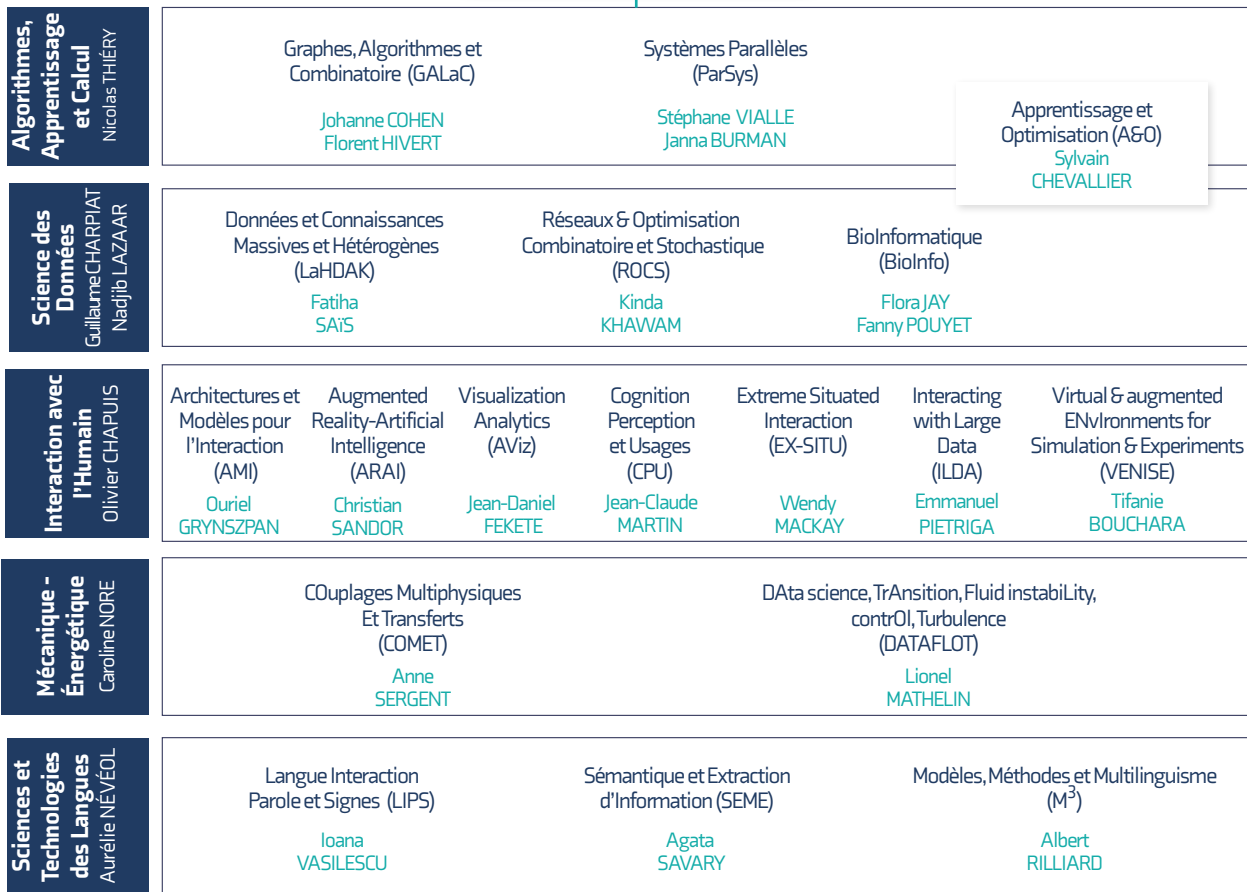 Algorithmes,
Apprentissage
et Calcul
Nicolas THIÉRY
Graphes, Algorithmes et
Combinatoire (GALaC)
Johanne COHEN
Florent HIVERT
Systèmes Parallèles
(ParSys)
Stéphane VIALLE
Janna BURMAN
Apprentissage et
Optimisation (A&O)
Sylvain
CHEVALLIER
Science des
Données
Guillaume CHARPIAT
Nadjib LAZAAR
Données et Connaissances
Massives et Hétérogènes
(LaHDAK)
Fatiha
SAïS
Réseaux & Optimisation
Combinatoire et Stochastique
(ROCS)
Kinda
KHAWAM
BioInformatique
(BioInfo)
Flora JAY
Fanny POUYET
Interaction avec
l'Humain
Olivier CHAPUIS
Architectures et
Modèles pour
l'Interaction
(AMI)
Ouriel
GRYNSZPAN
Augmented
Reality-Artificial
Intelligence
(ARAI)
Christian
SANDOR
Visualization
Analytics
(AViz)
Jean-Daniel
FEKETE
Cognition
Perception
et Usages
(CPU)
Jean-Claude
MARTIN
Extreme Situated
Interaction
(EX-SITU)
Wendy
MACKAY
Interacting
with Large
Data
(ILDA)
Emmanuel
PIETRIGA
Virtual & augmented
ENvIronments for
Simulation & Experiments
(VENISE)
Tifanie
BOUCHARA
Mécanique -
Énergétique
Caroline NORE
COuplages Multiphysiques
Et Transferts
(COMET)
Anne
SERGENT
DAta science, TrAnsition, Fluid instabiLity,
contrOl, Turbulence
(DATAFLOT)
Lionel
MATHELIN
Sciences et
Technologies
des Langues
Aurélie NÉVÉOL
Langue Interaction
Parole et Signes (LIPS)
Ioana
VASILESCU
Sémantique et Extraction
d'Information (SEME)
Agata
SAVARY
Modèles, Méthodes et Multilinguisme
(M³)
Albert
RILLIARD